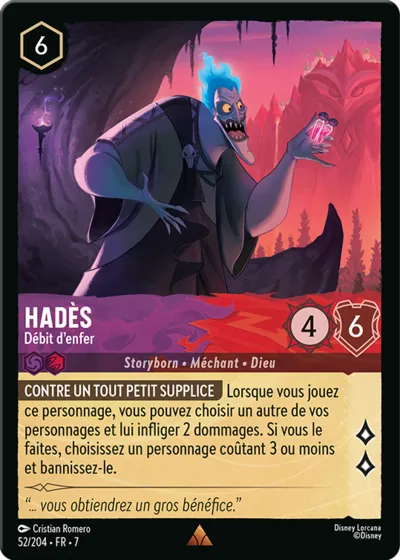 6
HADÈS
Débit d'enfer
4
6
Storyborn • Méchant • Dieu
CONTRE UN TOUT PETIT SUPPLICE Lorsque vous jouez
ce personnage, vous pouvez choisir un autre de vos
personnages et lui infliger 2 dommages. Si vous le
faites, choisissez un personnage coûtant 3 ou moins
et bannissez-le.
“... vous obtiendrez un gros bénéfice.”
Cristian Romero
52/204 • FR • 7
Disney Lorcana
©Disney